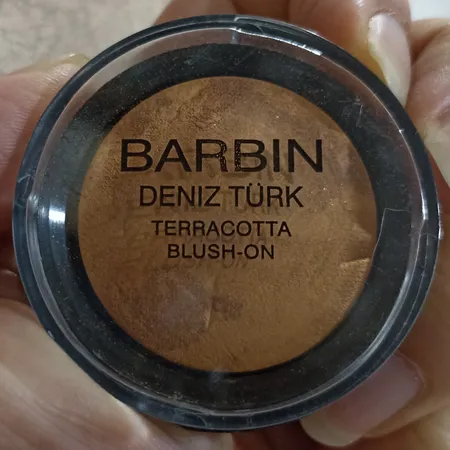 BARBIN
DENIZ TÜRK
TERRACOTTA
BLUSH-ON